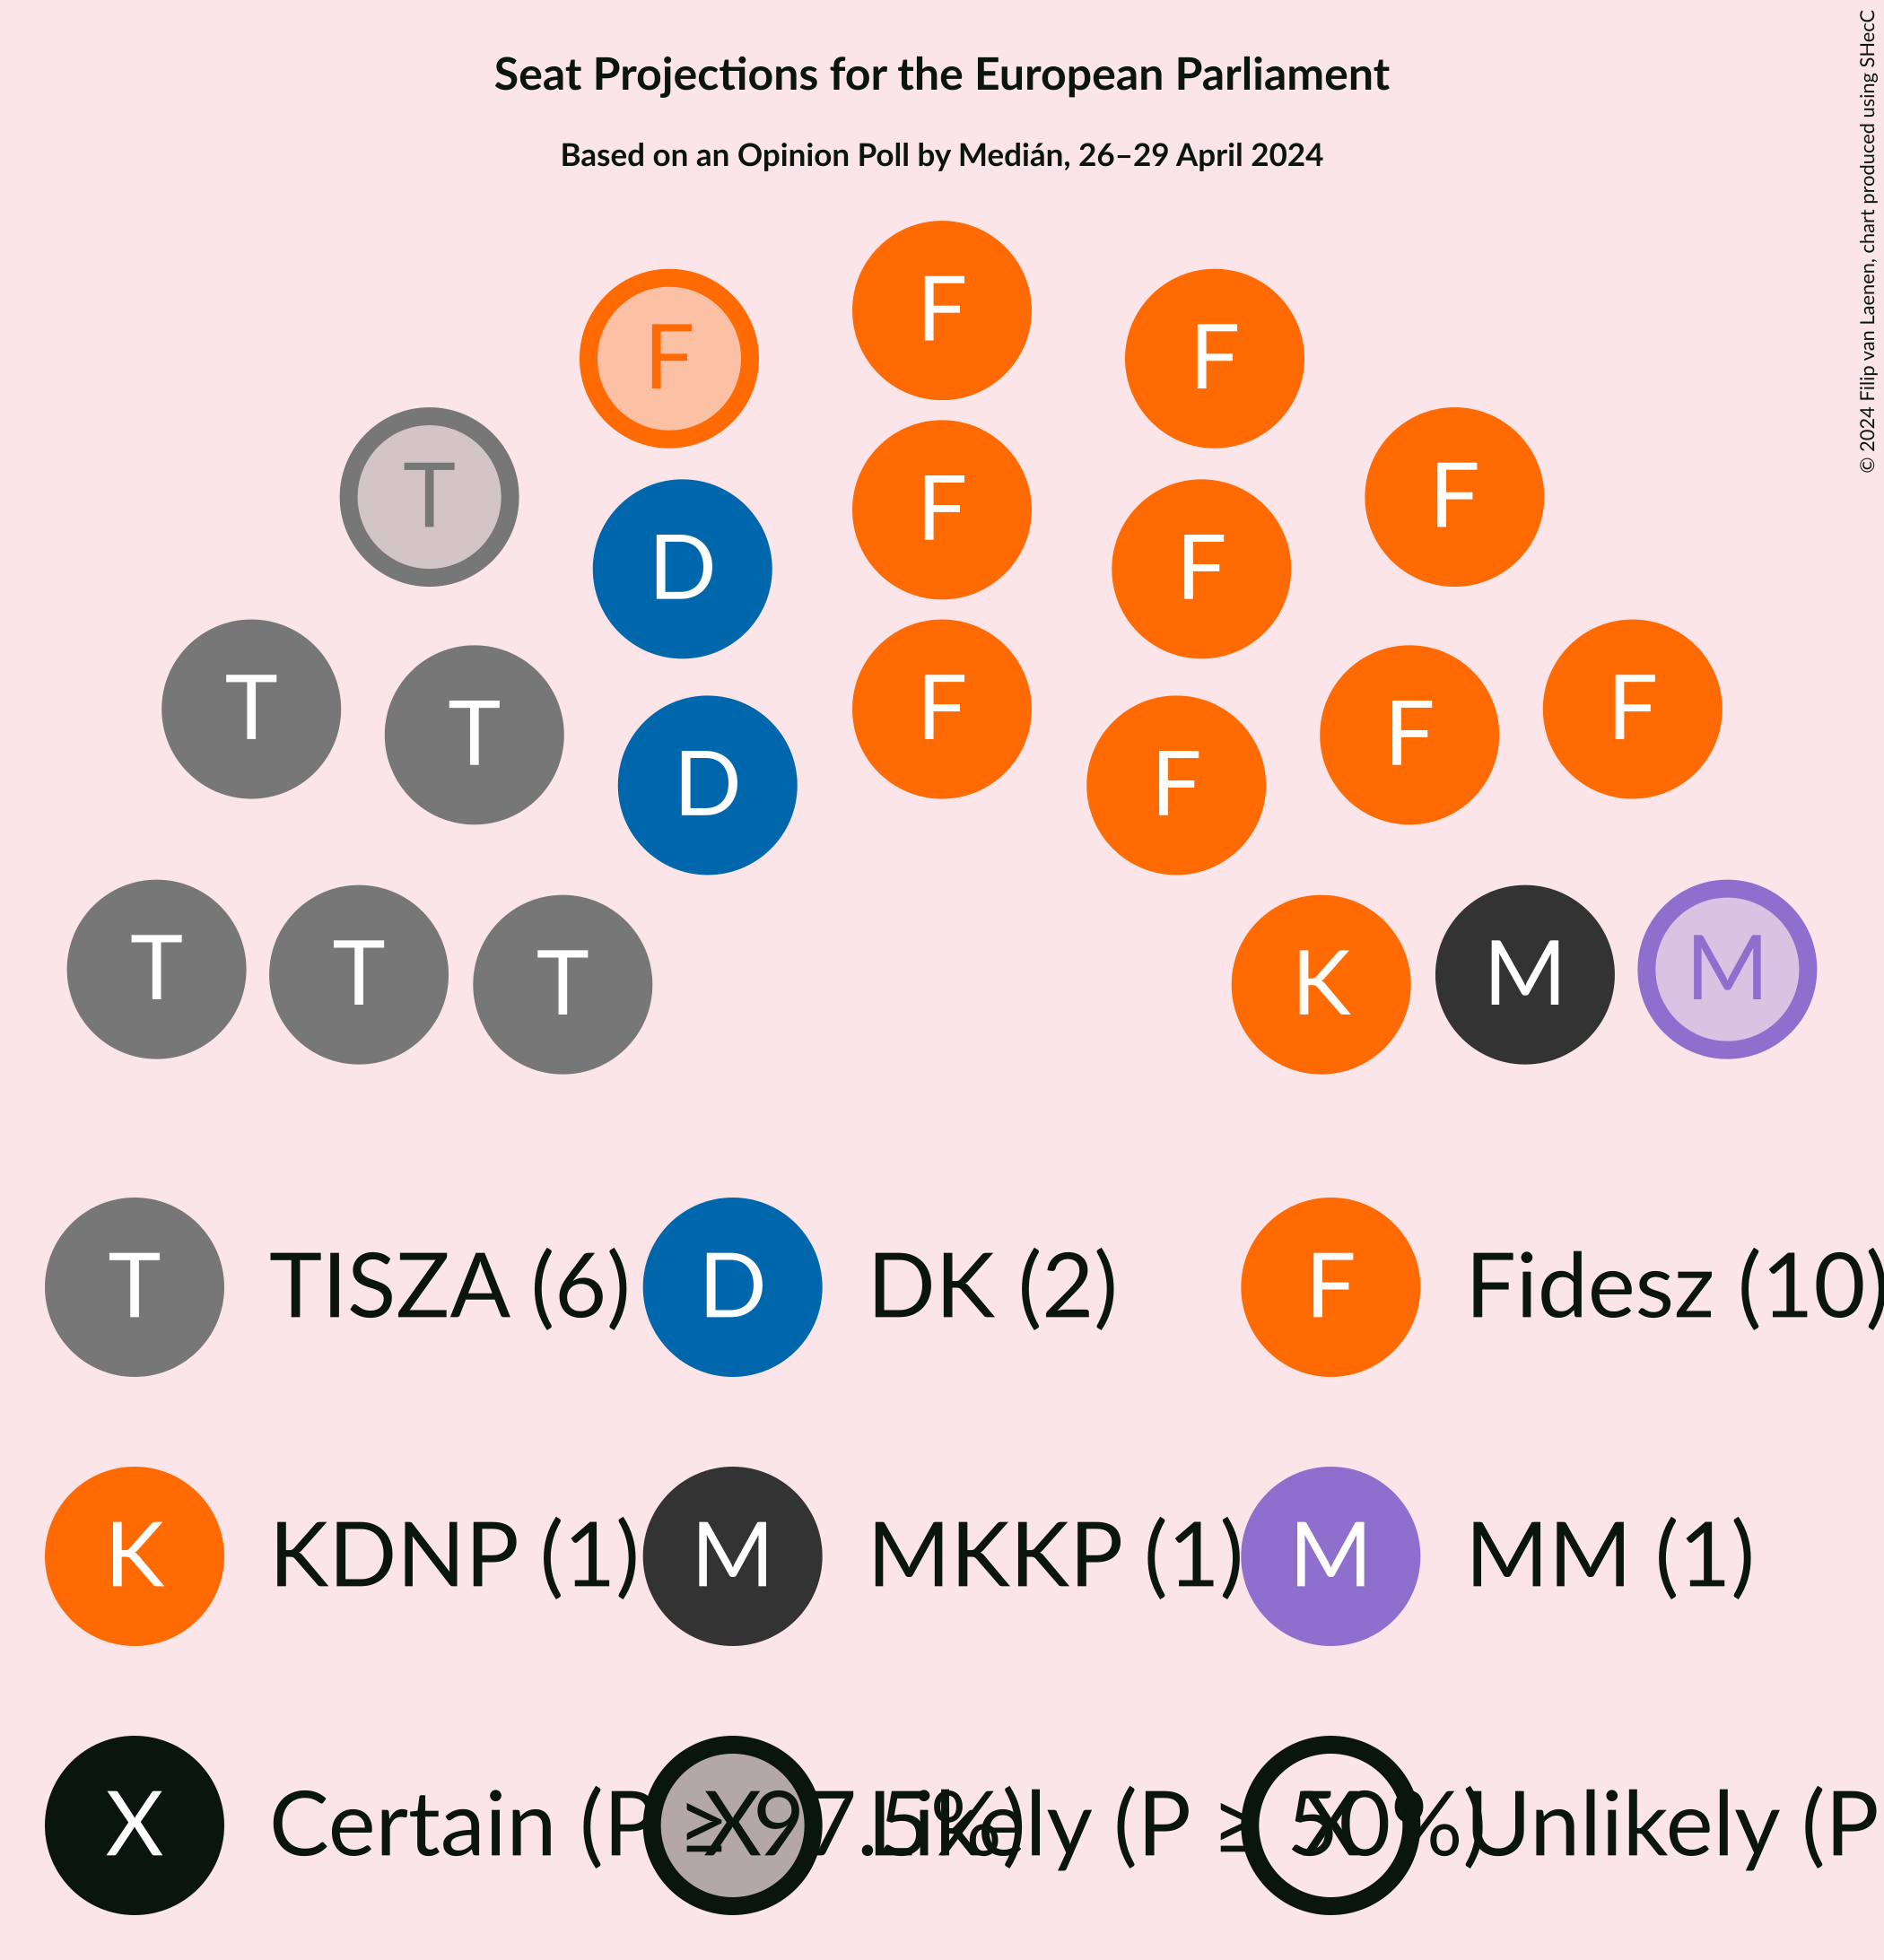 Seat Projections for the European Parliament
Based on an Opinion Poll by Medián, 26–29 April 2024
© 2024 Filip van Laenen, chart produced using SHecC
F
F
F
T
F
F
D
F
F
T
T
D
F
F
F
F
T
T
T
K
M
M
T TISZA (6) D DK (2) F Fidesz (10)
K KDNP (1) M MKKP (1) M MM (1)
X Certain (P ≥ 97.5%) X Likely (P ≥ 50%) X Unlikely (P